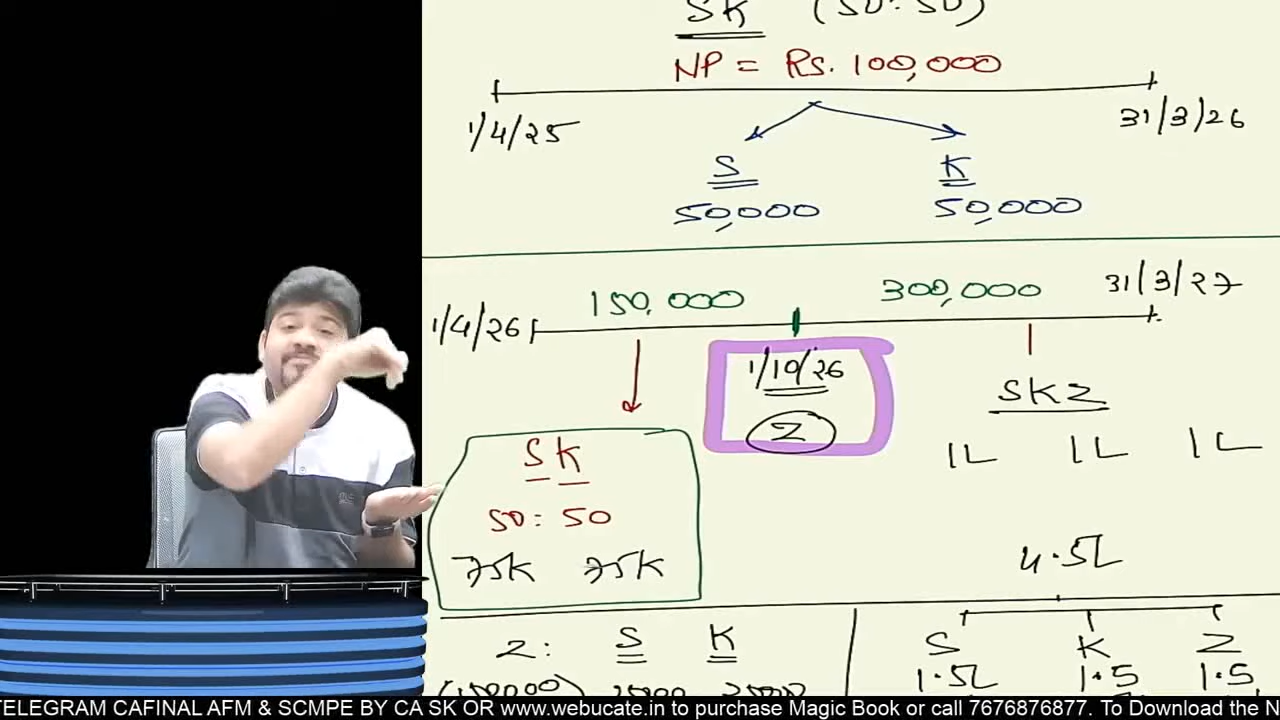 SK (50:50)
NP = Rs. 100,000
1/4/25 31/3/26
S K
50,000 50,000
150,000 300,000 31/3/27
1/4/26
1/10/26
Z
SKZ
1L 1L 1L
SK
50:50
75K 75K
4.5L
Z: S K
S K Z
1.5L 1.5 1.5
TELEGRAM CAFINAL AFM & SCMPE BY CA SK OR www.webucate.in to purchase Magic Book or call 7676876877. To Download the N